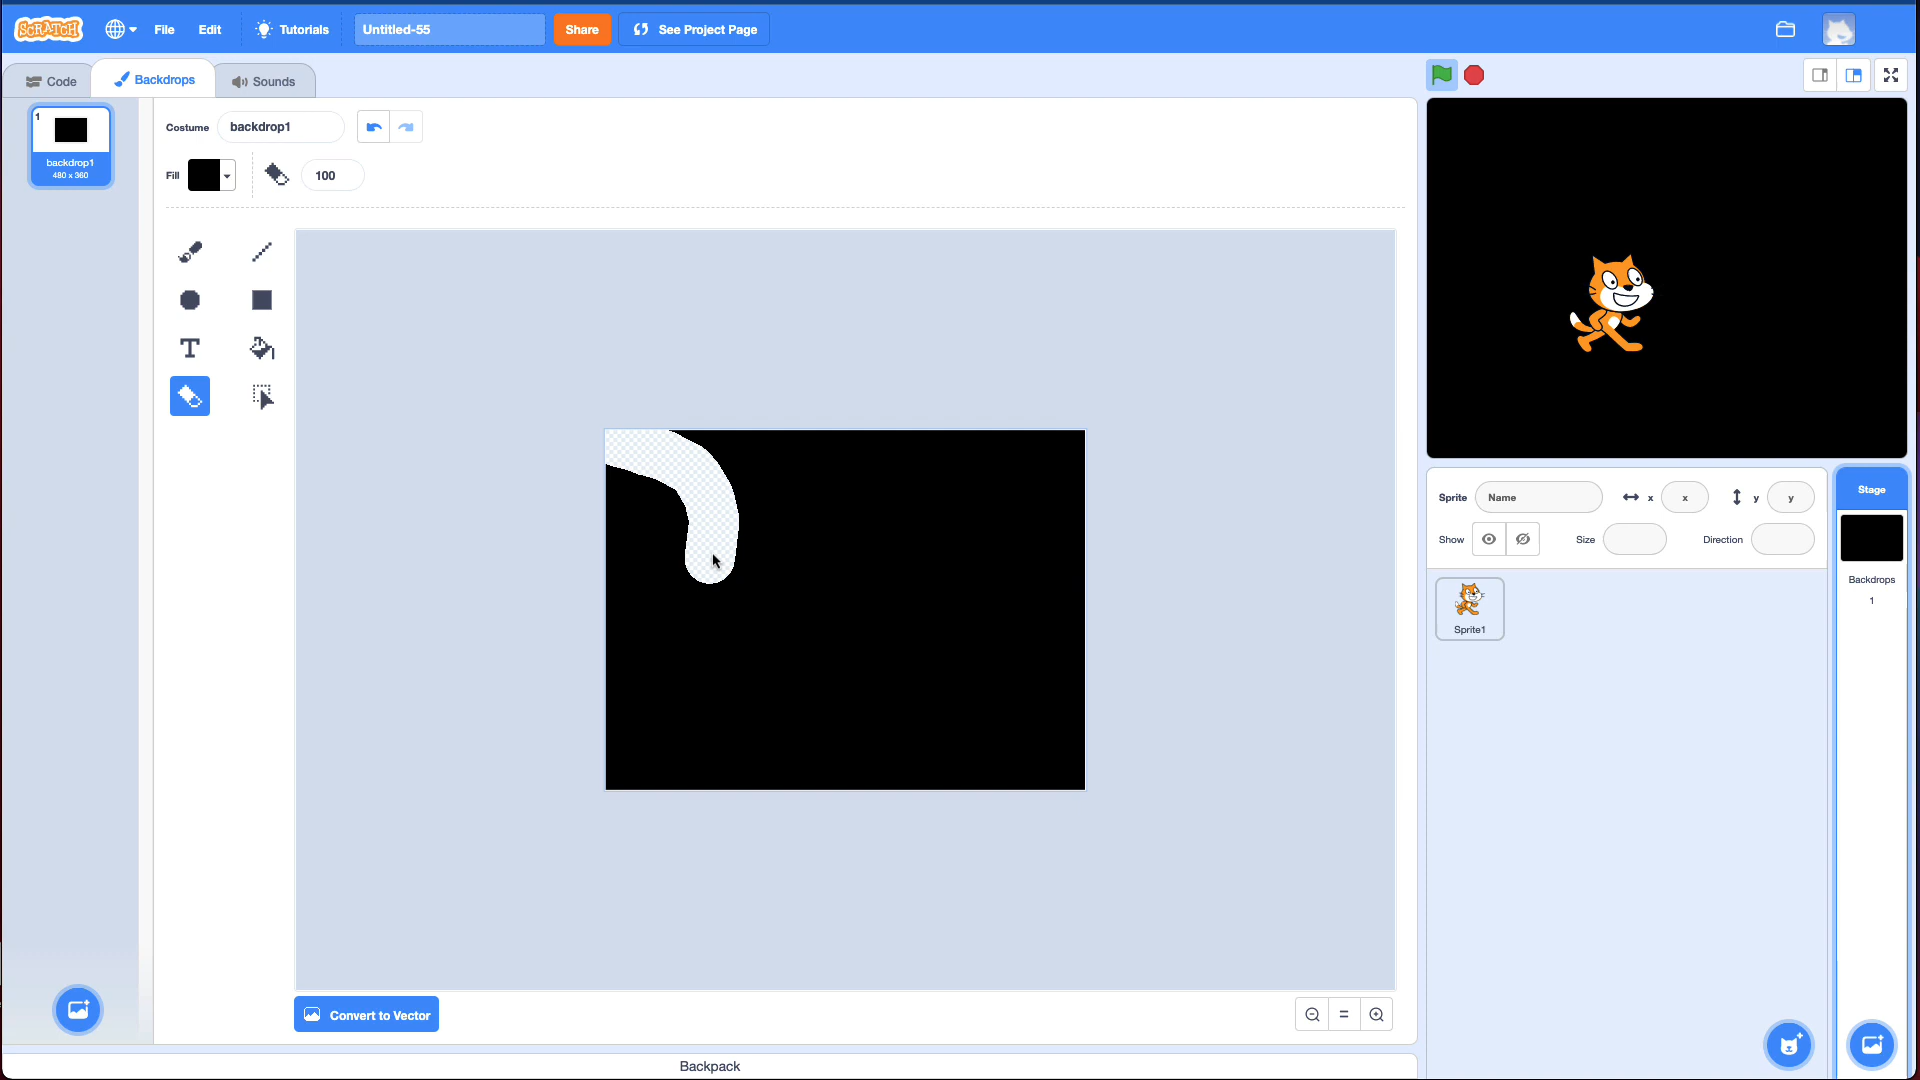 SCRATCH
File
Edit
Tutorials
Untitled-55
Share
See Project Page
Code
Backdrops
Sounds
1
backdrop1
480 x 360
Costume
backdrop1
Fill
100
T
Convert to Vector
=
Backpack
Sprite
Name
x
x
y
y
Show
Size
Direction
Sprite1
Stage
Backdrops
1